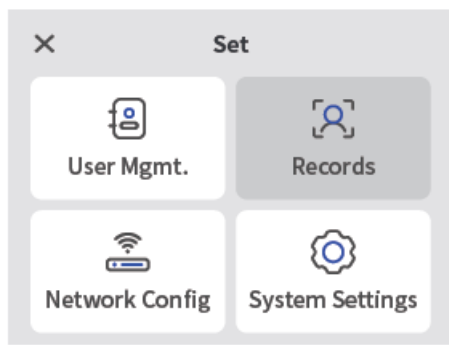 Set
User Mgmt.
Records
Network Config
System Settings